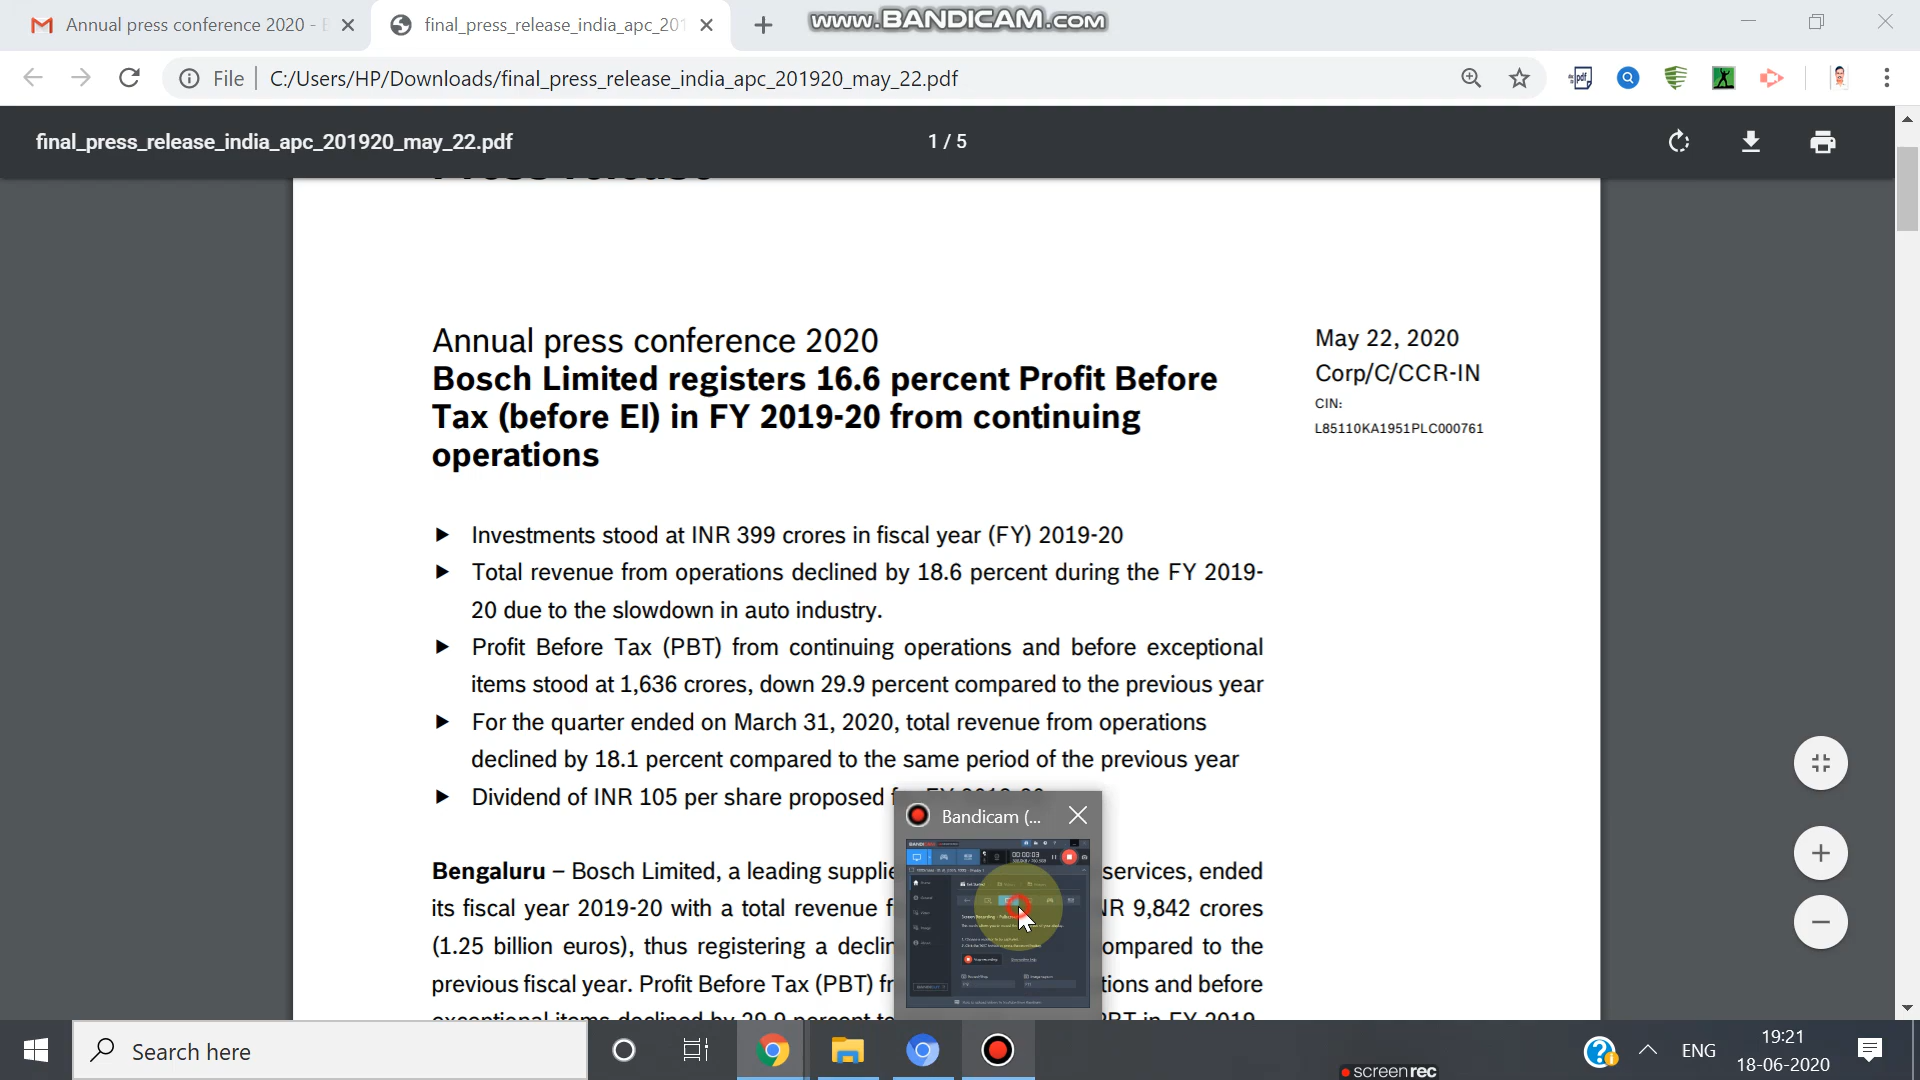 Annual press conference 2020 -
final_press_release_india_apc_201
www.BANDICAM.com
File
C:/Users/HP/Downloads/final_press_release_india_apc_201920_may_22.pdf
final_press_release_india_apc_201920_may_22.pdf
1 / 5
Annual press conference 2020
Bosch Limited registers 16.6 percent Profit Before
Tax (before EI) in FY 2019-20 from continuing
operations
May 22, 2020
Corp/C/CCR-IN
CIN:
L85110KA1951PLC000761
▶ Investments stood at INR 399 crores in fiscal year (FY) 2019-20
▶ Total revenue from operations declined by 18.6 percent during the FY 2019-
20 due to the slowdown in auto industry.
▶ Profit Before Tax (PBT) from continuing operations and before exceptional
items stood at 1,636 crores, down 29.9 percent compared to the previous year
▶ For the quarter ended on March 31, 2020, total revenue from operations
declined by 18.1 percent compared to the same period of the previous year
▶ Dividend of INR 105 per share proposed
Bandicam (...
Bengaluru – Bosch Limited, a leading supplie services, ended
its fiscal year 2019-20 with a total revenue 9,842 crores
(1.25 billion euros), thus registering a declin ompared to the
previous fiscal year. Profit Before Tax (PBT) tions and before
Search here
screenrec
ENG
19:21
18-06-2020